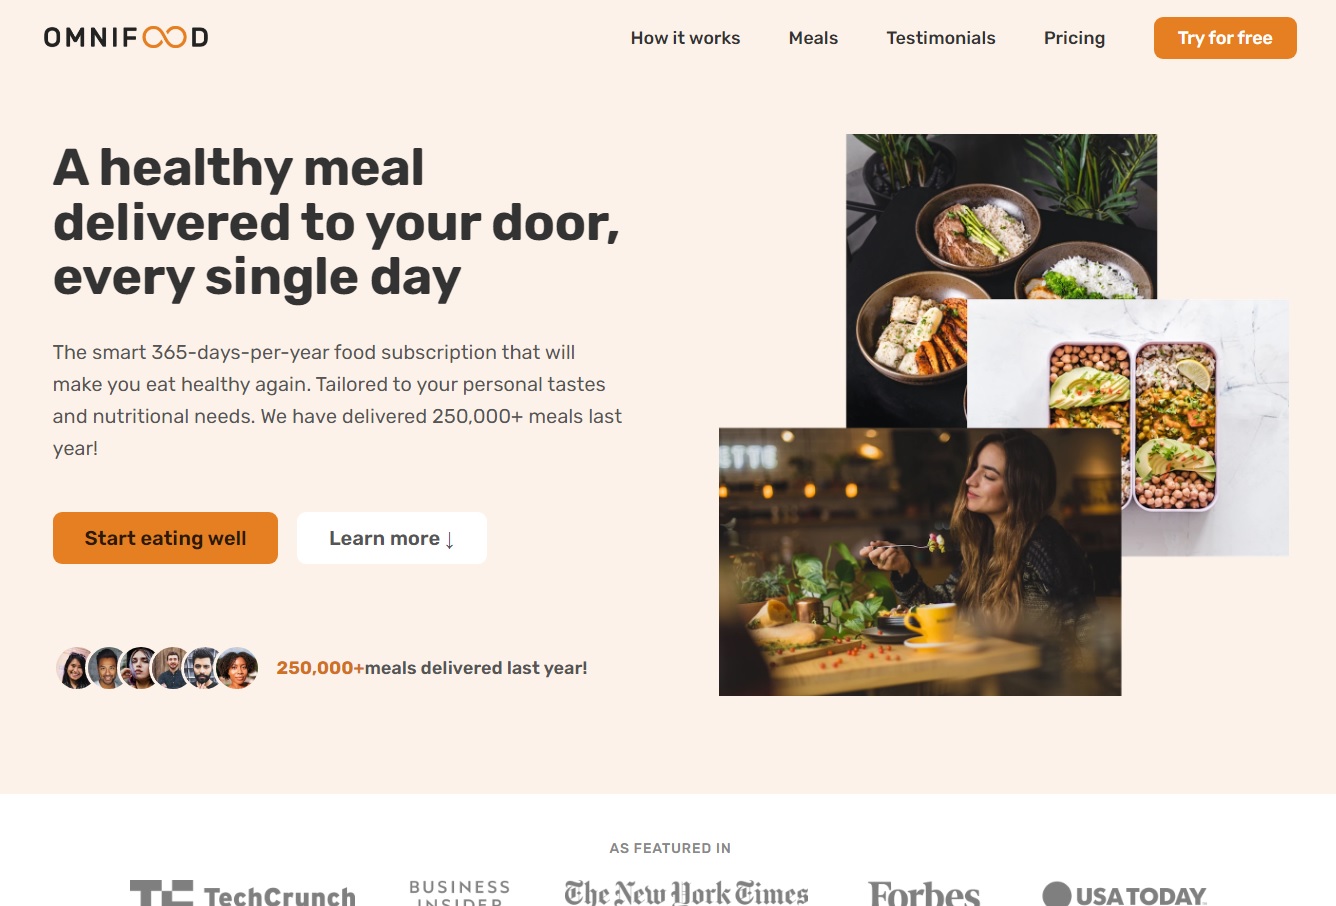 OMNIFOOD
How it works
Meals
Testimonials
Pricing
Try for free
A healthy meal
delivered to your door,
every single day
The smart 365-days-per-year food subscription that will
make you eat healthy again. Tailored to your personal tastes
and nutritional needs. We have delivered 250,000+ meals last
year!
Start eating well
Learn more ↓
250,000+meals delivered last year!
ETTE
AS FEATURED IN
TC TechCrunch
BUSINESS
INSIDER
The New York Times
Forbes
USA TODAY